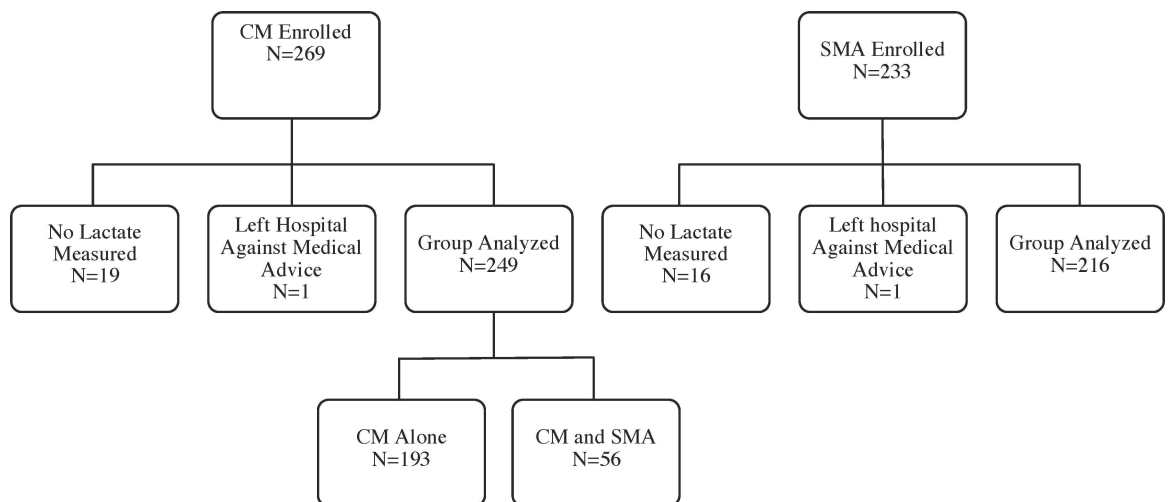 CM Enrolled
N=269
SMA Enrolled
N=233
No Lactate
Measured
N=19
Left Hospital
Against Medical
Advice
N=1
Group Analyzed
N=249
No Lactate
Measured
N=16
Left hospital
Against Medical
Advice
N=1
Group Analyzed
N=216
CM Alone
N=193
CM and SMA
N=56